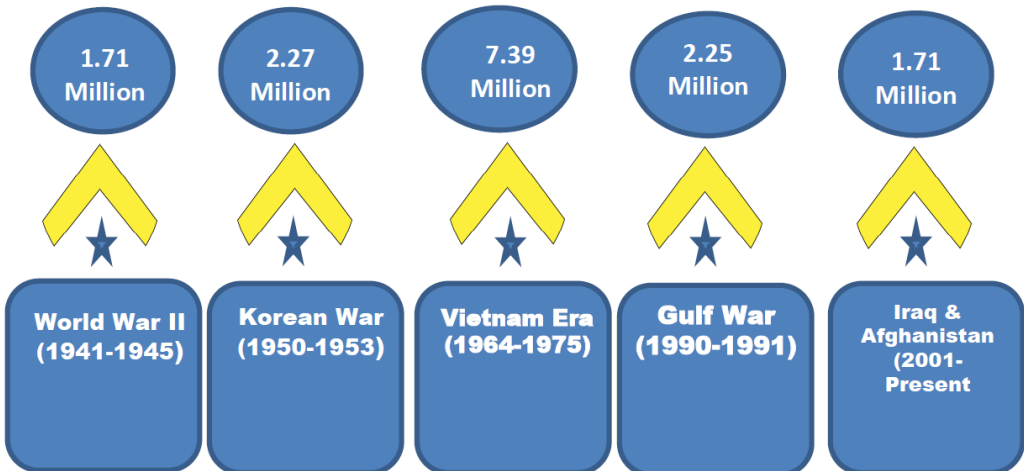 1.71
Million
2.27
Million
7.39
Million
2.25
Million
1.71
Million
World War II
(1941-1945)
Korean War
(1950-1953)
Vietnam Era
(1964-1975)
Gulf War
(1990-1991)
Iraq &
Afghanistan
(2001-
Present